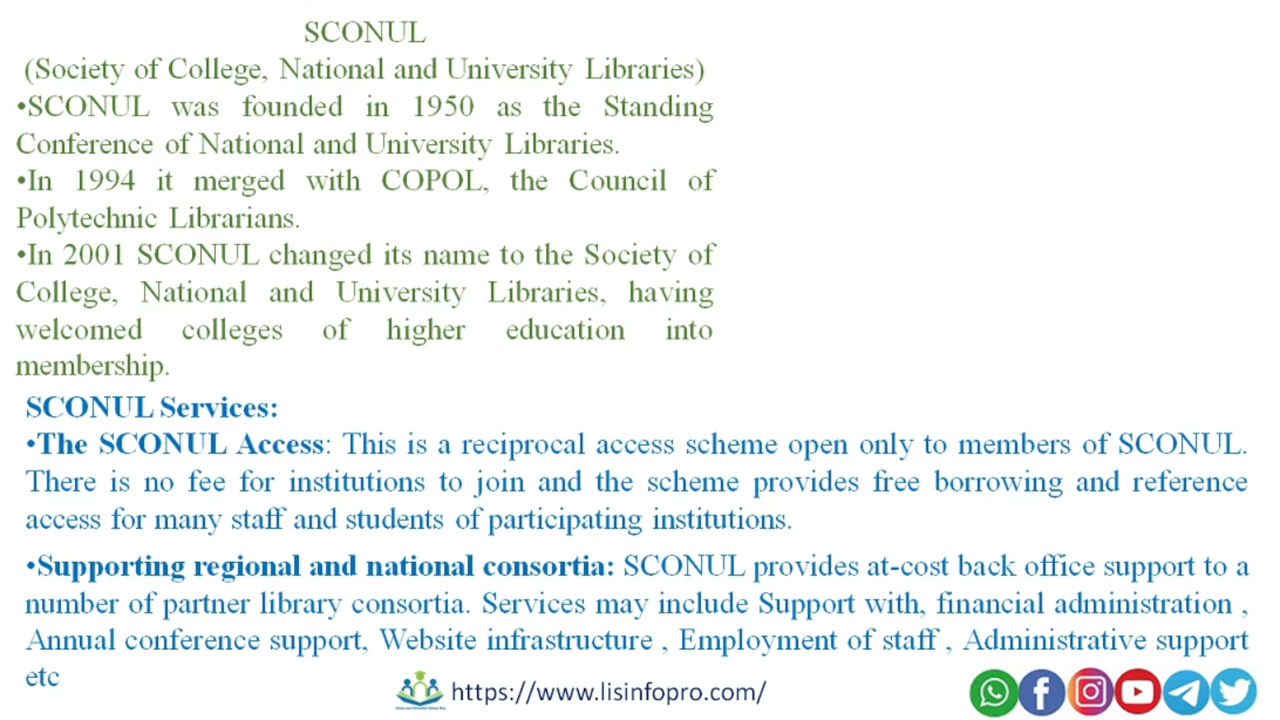 SCONUL
(Society of College, National and University Libraries)
•SCONUL was founded in 1950 as the Standing
Conference of National and University Libraries.
•In 1994 it merged with COPOL, the Council of
Polytechnic Librarians.
•In 2001 SCONUL changed its name to the Society of
College, National and University Libraries, having
welcomed colleges of higher education into
membership.
SCONUL Services:
•The SCONUL Access: This is a reciprocal access scheme open only to members of SCONUL.
There is no fee for institutions to join and the scheme provides free borrowing and reference
access for many staff and students of participating institutions.
•Supporting regional and national consortia: SCONUL provides at-cost back office support to a
number of partner library consortia. Services may include Support with, financial administration ,
Annual conference support, Website infrastructure , Employment of staff , Administrative support
etc
https://www.lisinfopro.com/